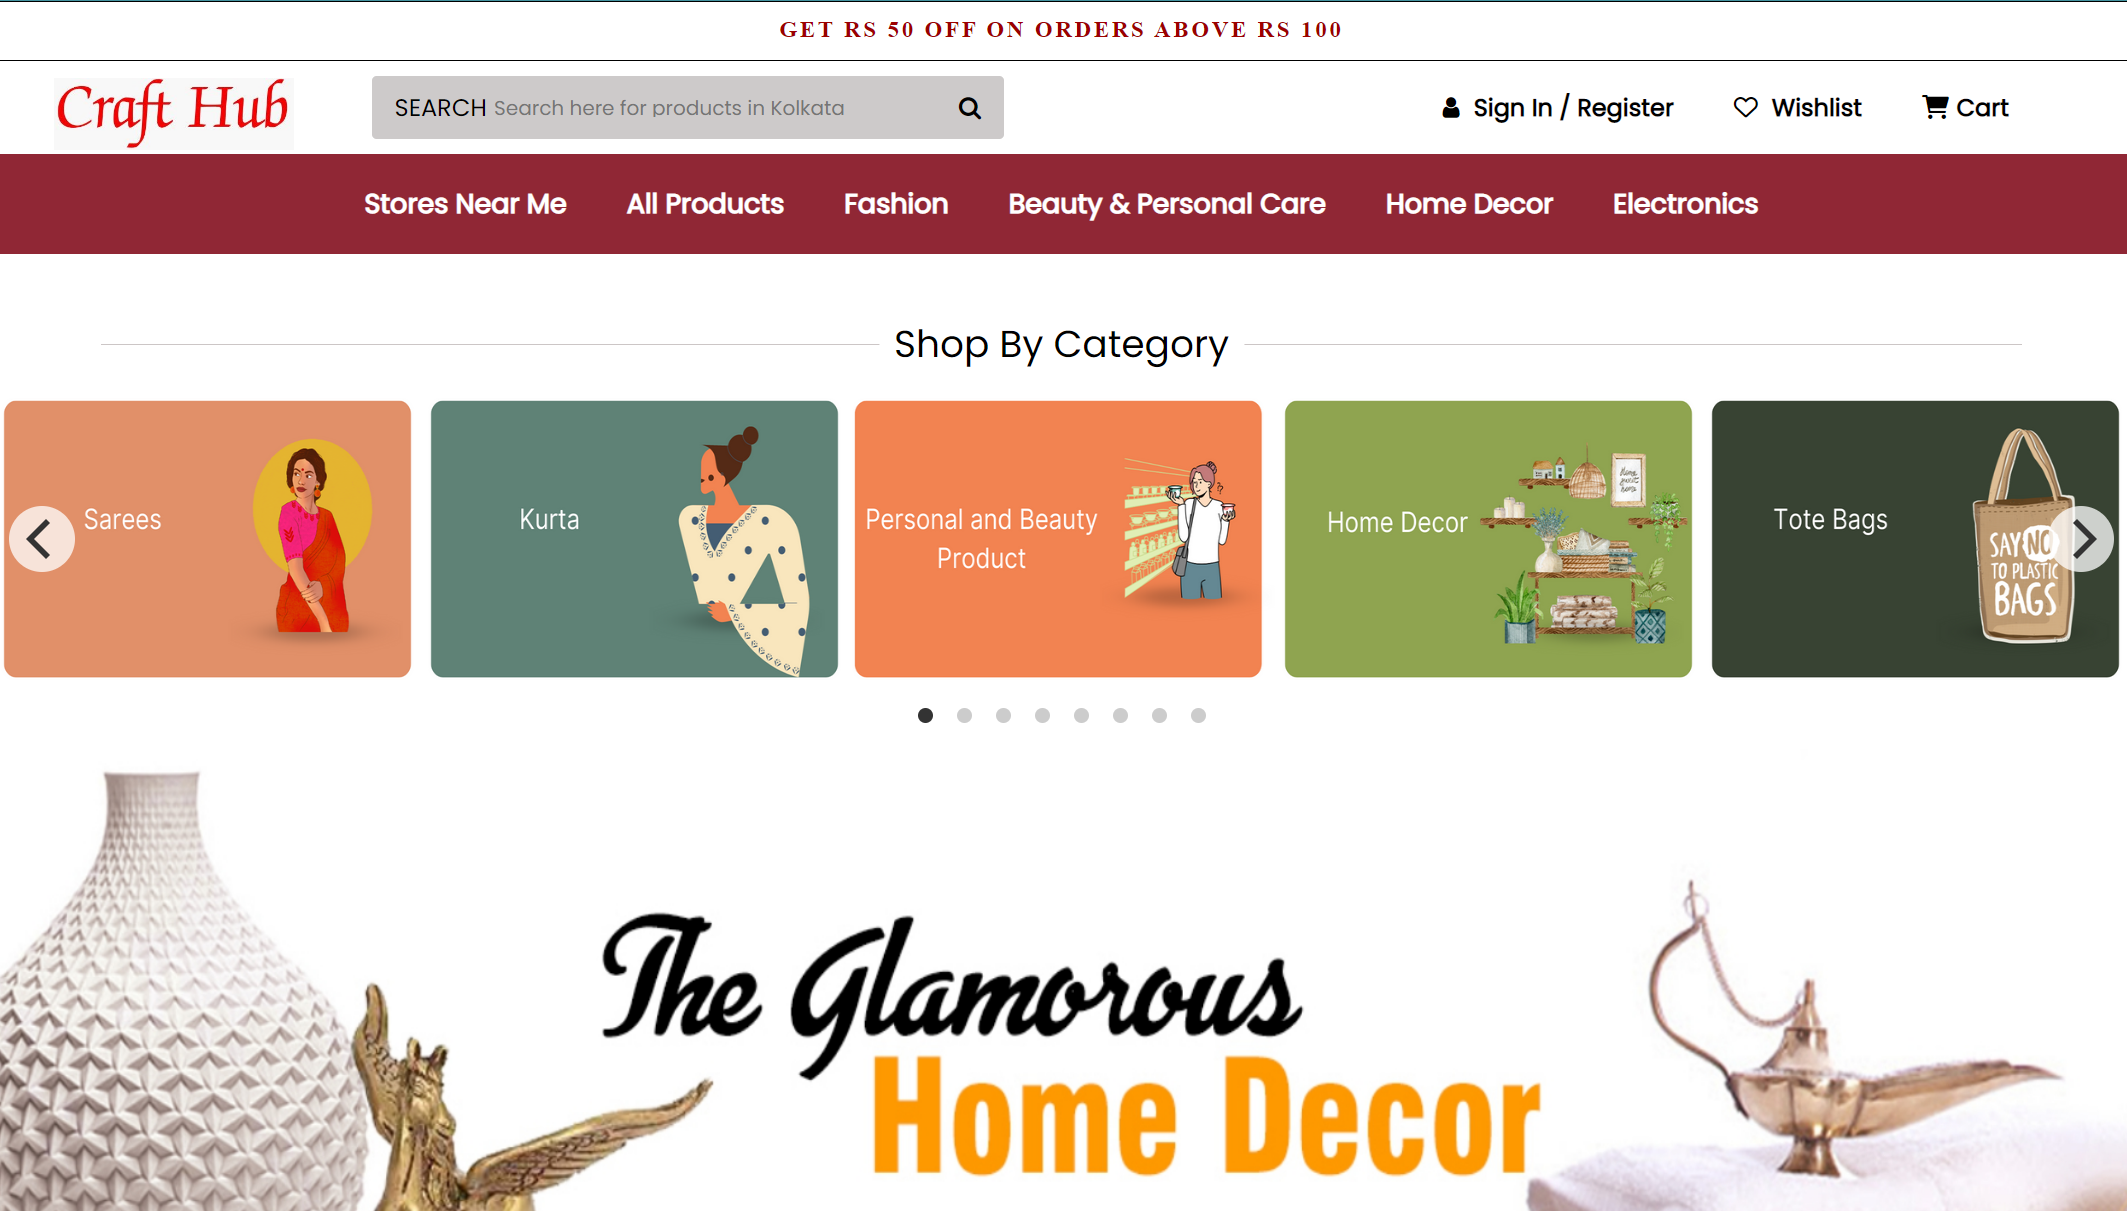 GET RS 50 OFF ON ORDERS ABOVE RS 100
Craft Hub
SEARCH Search here for products in Kolkata
Sign In / Register Wishlist Cart
Stores Near Me All Products Fashion Beauty & Personal Care Home Decor Electronics
Shop By Category
Sarees
Kurta
Personal and Beauty
Product
Home Decor
Home
sweet
home
Tote Bags
SAY NO
TO PLASTIC
BAGS
The Glamorous
Home Decor